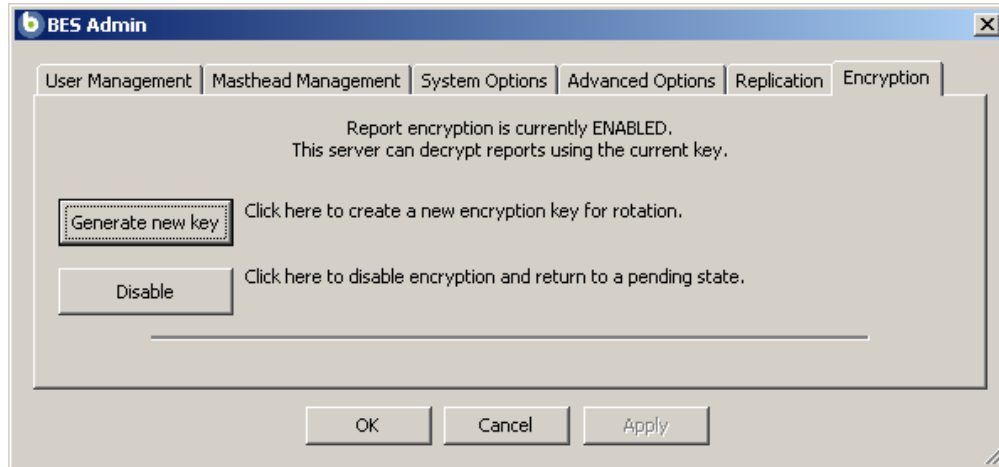 BES Admin
User Management
Masthead Management
System Options
Advanced Options
Replication
Encryption
Report encryption is currently ENABLED.
This server can decrypt reports using the current key.
Generate new key
Click here to create a new encryption key for rotation.
Disable
Click here to disable encryption and return to a pending state.
OK
Cancel
Apply